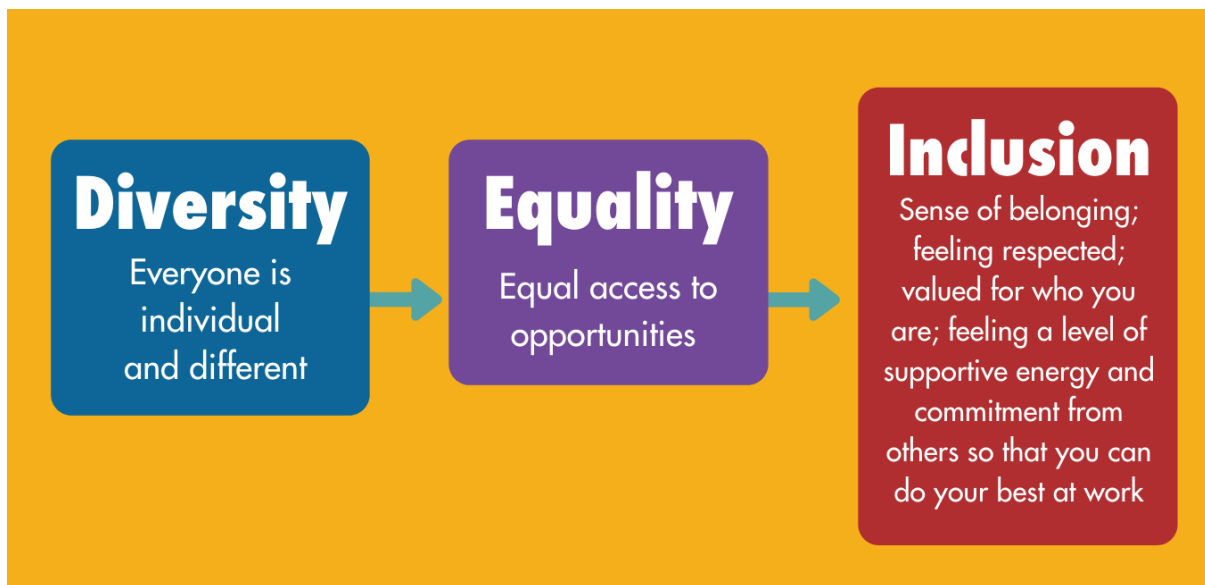 Diversity
Everyone is
individual
and different
Equality
Equal access to
opportunities
Inclusion
Sense of belonging;
feeling respected;
valued for who you
are; feeling a level of
supportive energy and
commitment from
others so that you can
do your best at work